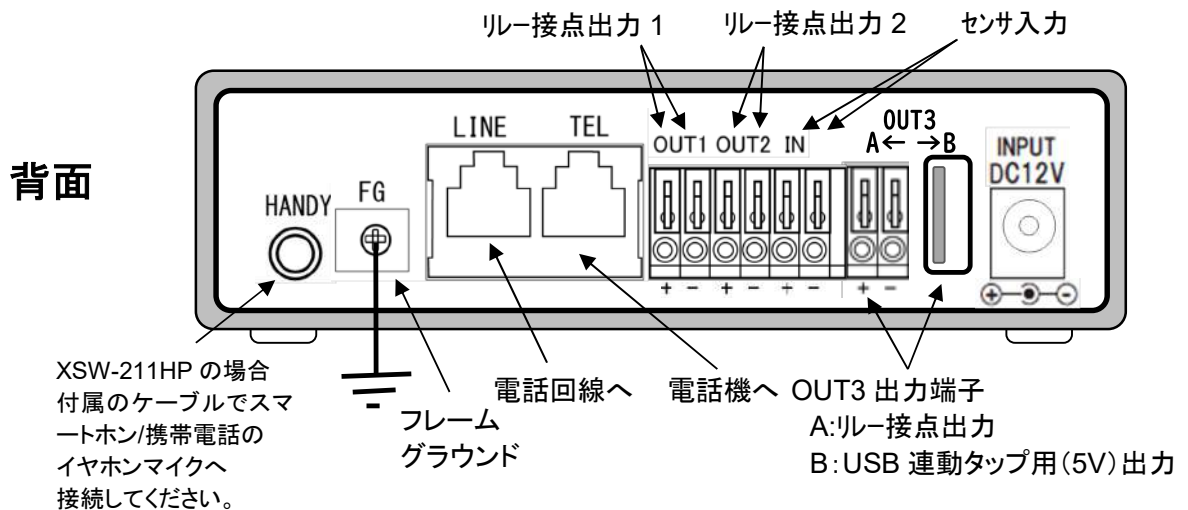 リレー接点出力 1 リレー接点出力 2 センサ入力
背面
HANDY FG LINE TEL OUT1 OUT2 IN OUT3 INPUT
A← →B DC12V
+ − + − + − + −
+ −
XSW-211HP の場合
付属のケーブルでスマ
ートホン/携帯電話の
イヤホンマイクへ
接続してください。
フレーム
グラウンド
電話回線へ 電話機へ OUT3 出力端子
A:リレー接点出力
B:USB 連動タップ用(5V)出力